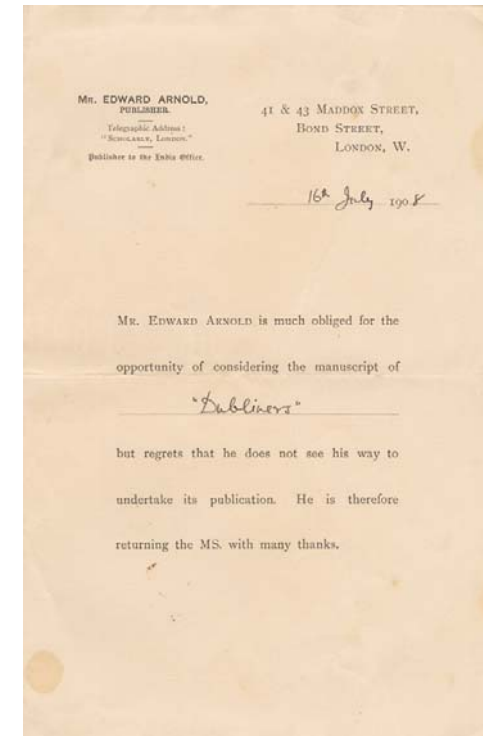 MR. EDWARD ARNOLD,
PUBLISHER.
Telegraphic Address:
"SCHOLARLY, LONDON."
Publisher to the India Office.
41 & 43 MADDOX STREET,
BOND STREET,
LONDON, W.
16th July 1908
MR. EDWARD ARNOLD is much obliged for the
opportunity of considering the manuscript of
"Dubliners"
but regrets that he does not see his way to
undertake its publication. He is therefore
returning the MS. with many thanks.